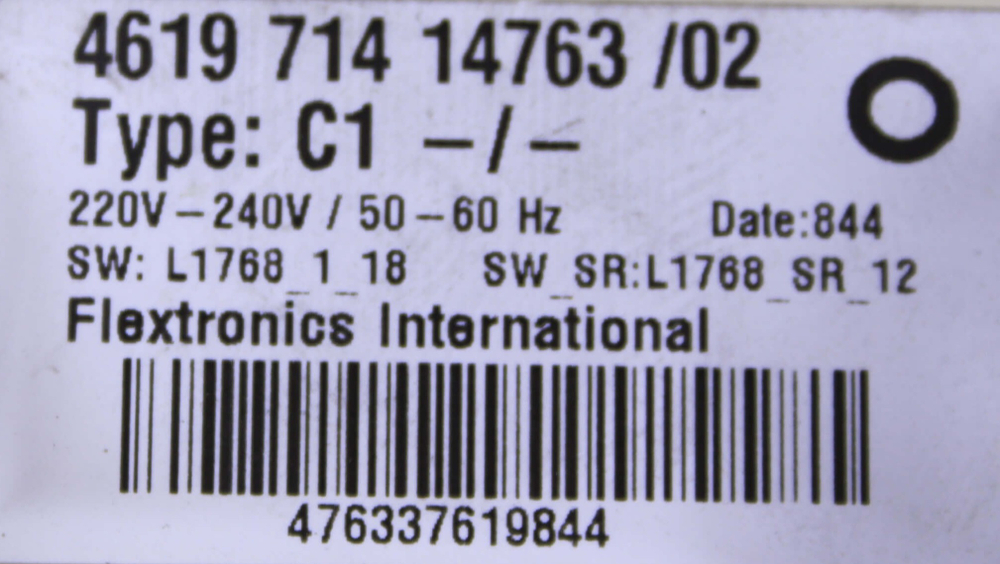 4619 714 14763 /02
Type: C1 –/–
220V–240V / 50–60 Hz Date:844
SW: L1768_1_18 SW_SR:L1768_SR_12
Flextronics International
476337619844